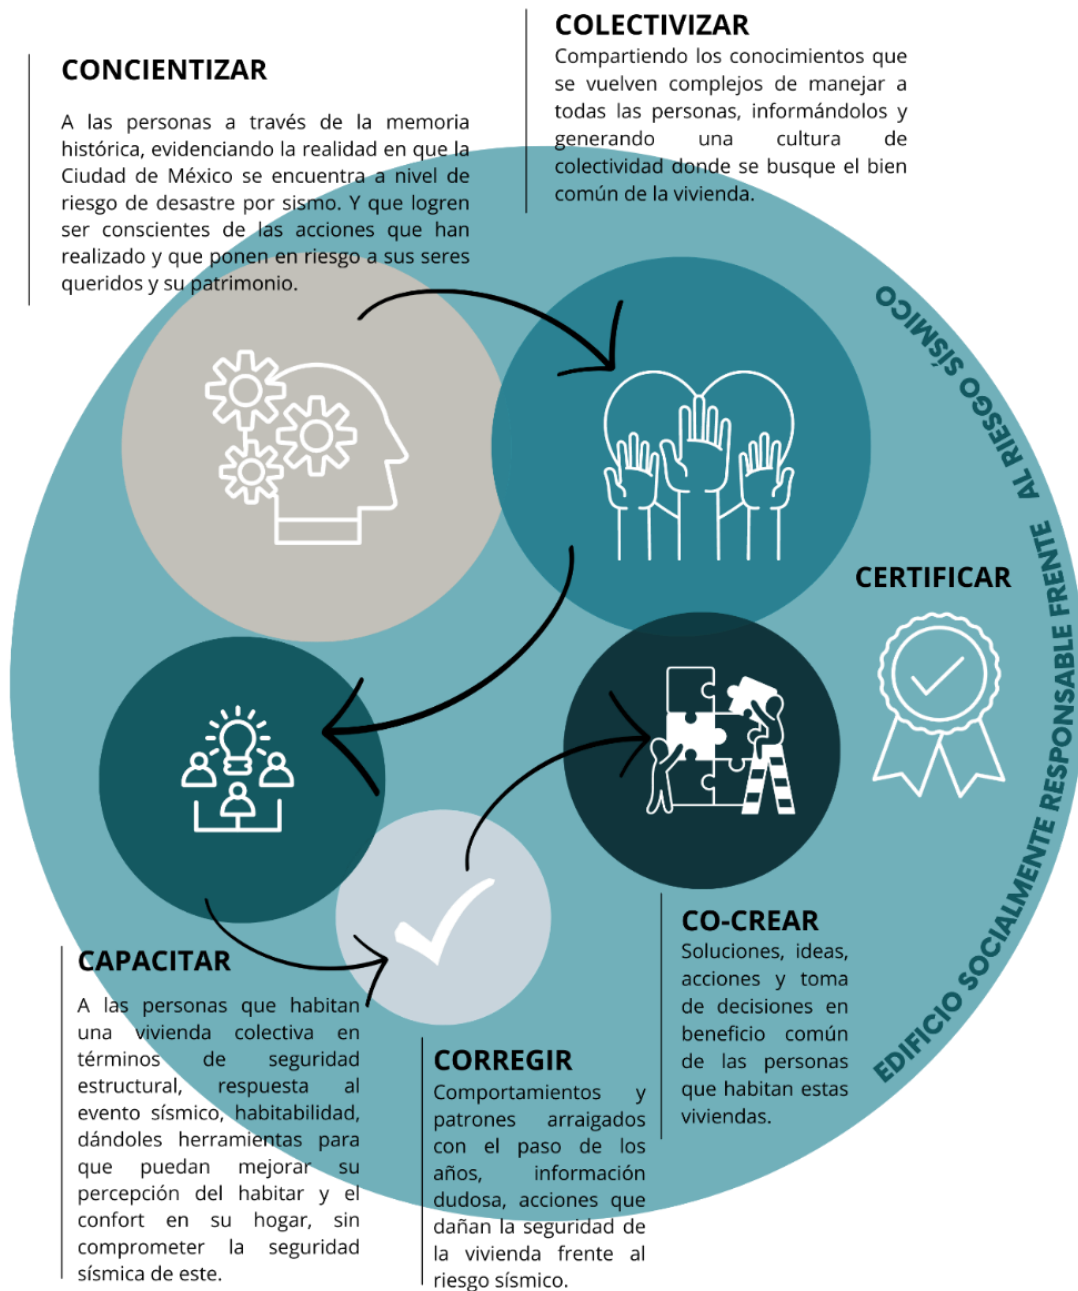 CONCIENTIZAR
A las personas a través de la memoria
histórica, evidenciando la realidad en que la
Ciudad de México se encuentra a nivel de
riesgo de desastre por sismo. Y que logren
ser conscientes de las acciones que han
realizado y que ponen en riesgo a sus seres
queridos y su patrimonio.
COLECTIVIZAR
Compartiendo los conocimientos que
se vuelven complejos de manejar a
todas las personas, informándolos y
generando una cultura de
colectividad donde se busque el bien
común de la vivienda.
EDIFICIO SOCIALMENTE RESPONSABLE FRENTE AL RIESGO SÍSMICO
CERTIFICAR
CAPACITAR
A las personas que habitan
una vivienda colectiva en
términos de seguridad
estructural, respuesta al
evento sísmico, habitabilidad,
dándoles herramientas para
que puedan mejorar su
percepción del habitar y el
confort en su hogar, sin
comprometer la seguridad
sísmica de este.
CORREGIR
Comportamientos y
patrones arraigados
con el paso de los
años, información
dudosa, acciones que
dañan la seguridad de
la vivienda frente al
riesgo sísmico.
CO-CREAR
Soluciones, ideas,
acciones y toma
de decisiones en
beneficio común
de las personas
que habitan estas
viviendas.